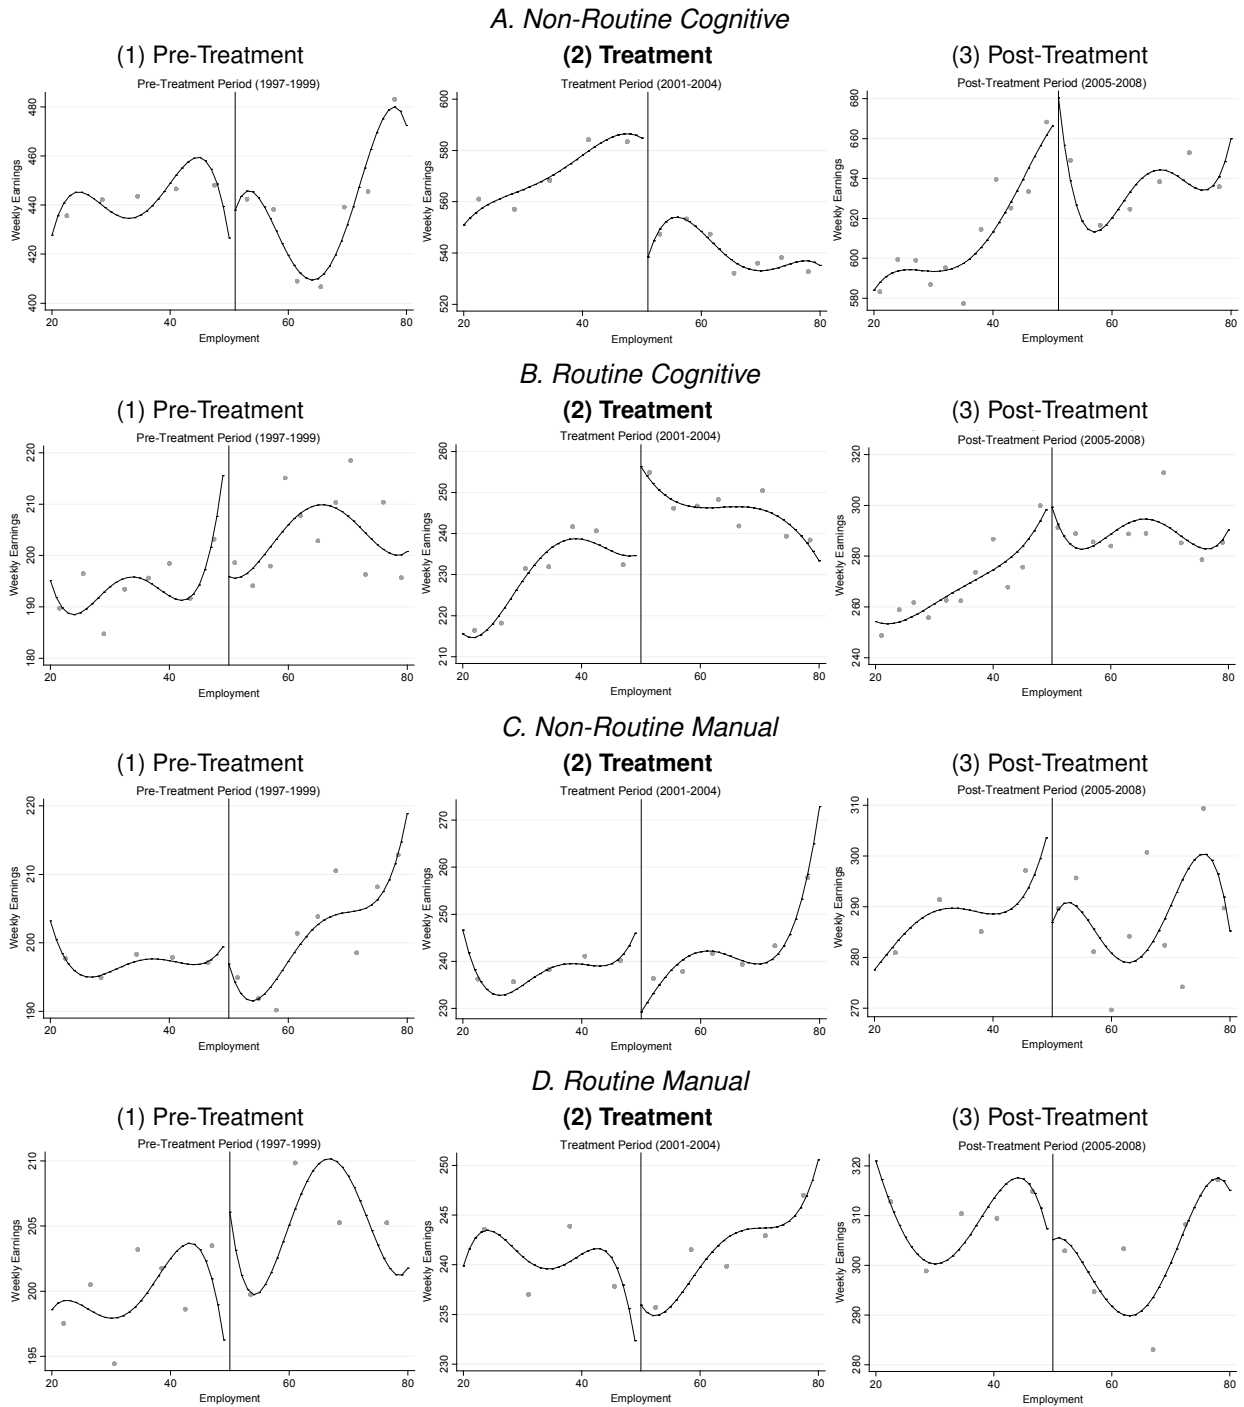 A. Non-Routine Cognitive
(1) Pre-Treatment
(2) Treatment
(3) Post-Treatment
Pre-Treatment Period (1997-1999)
Treatment Period (2001-2004)
Post-Treatment Period (2005-2008)
Weekly Earnings
400 420 440 460 480
20 40 60 80
Employment
Weekly Earnings
520 540 560 580 600
20 40 60 80
Employment
Weekly Earnings
580 600 620 640 660 680
20 40 60 80
Employment
B. Routine Cognitive
(1) Pre-Treatment
(2) Treatment
(3) Post-Treatment
Pre-Treatment Period (1997-1999)
Treatment Period (2001-2004)
Post-Treatment Period (2005-2008)
Weekly Earnings
180 190 200 210 220
20 40 60 80
Employment
Weekly Earnings
210 220 230 240 250 260
20 40 60 80
Employment
Weekly Earnings
240 260 280 300 320
20 40 60 80
Employment
C. Non-Routine Manual
(1) Pre-Treatment
(2) Treatment
(3) Post-Treatment
Pre-Treatment Period (1997-1999)
Treatment Period (2001-2004)
Post-Treatment Period (2005-2008)
Weekly Earnings
190 200 210 220
20 40 60 80
Employment
Weekly Earnings
230 240 250 260 270
20 40 60 80
Employment
Weekly Earnings
270 280 290 300 310
20 40 60 80
Employment
D. Routine Manual
(1) Pre-Treatment
(2) Treatment
(3) Post-Treatment
Pre-Treatment Period (1997-1999)
Treatment Period (2001-2004)
Post-Treatment Period (2005-2008)
Weekly Earnings
195 200 205 210
20 40 60 80
Employment
Weekly Earnings
230 235 240 245 250
20 40 60 80
Employment
Weekly Earnings
280 290 300 310 320
20 40 60 80
Employment